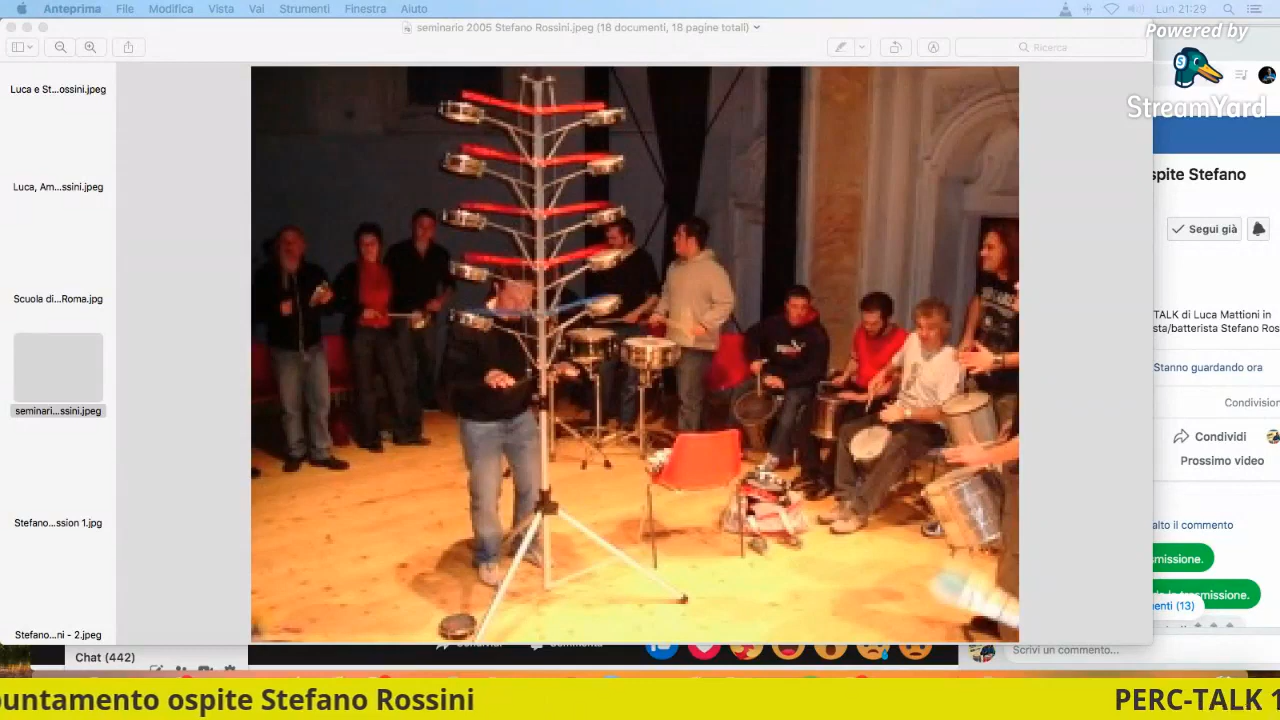 Anteprima File Modifica Vista Vai Strumenti Finestra Aiuto Lun 21:29
seminario 2005 Stefano Rossini.jpeg (18 documenti, 18 pagine totali)
Powered by
Ricerca
StreamYard
Luca e St...ossini.jpeg
Luca, Am...ssini.jpeg
Scuola di...Roma.jpg
seminari...ssini.jpeg
Stefano...ssion 1.jpg
Stefano...ni - 2.jpeg
spite Stefano
Segui già
TALK di Luca Mattioni in
sta/batterista Stefano Ros
Stanno guardando ora
Condivision
Condividi
Prossimo video
alto il commento
smissione.
trasmissione.
enti (13)
Chat (442)
Condividi
Commenta
Scrivi un commento...
puntamento ospite Stefano Rossini
PERC-TALK 1